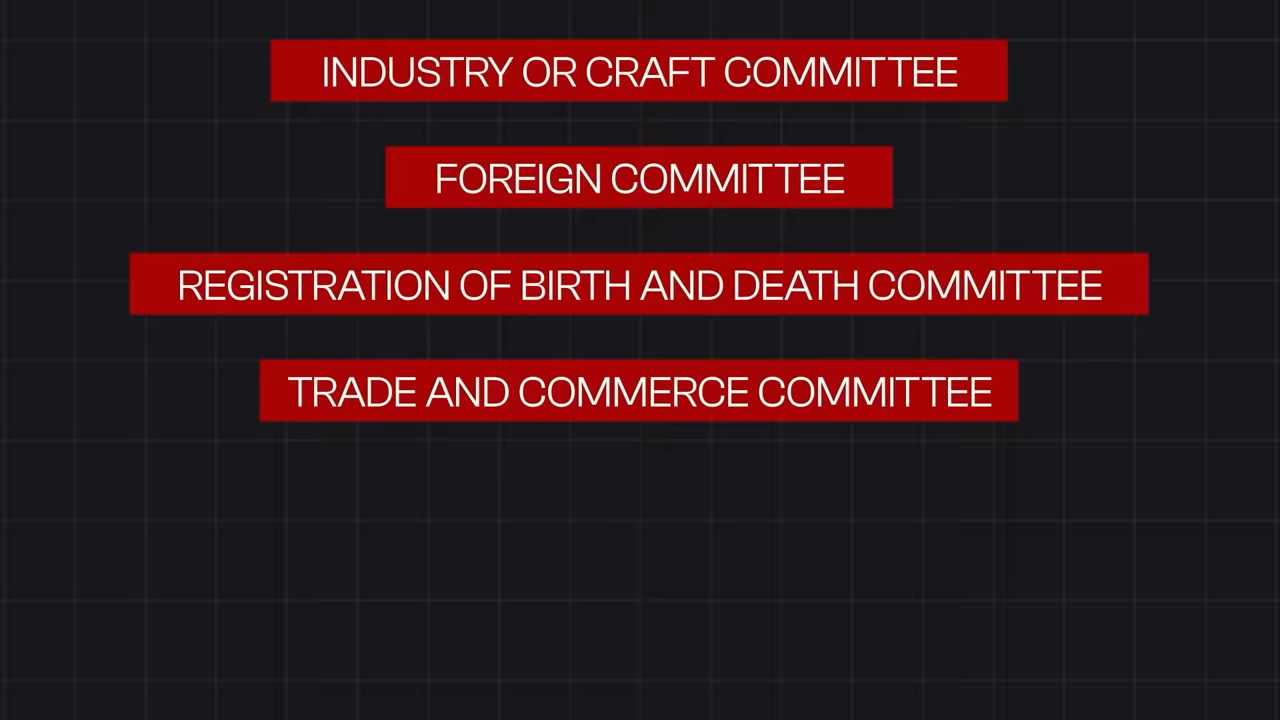 INDUSTRY OR CRAFT COMMITTEE
FOREIGN COMMITTEE
REGISTRATION OF BIRTH AND DEATH COMMITTEE
TRADE AND COMMERCE COMMITTEE